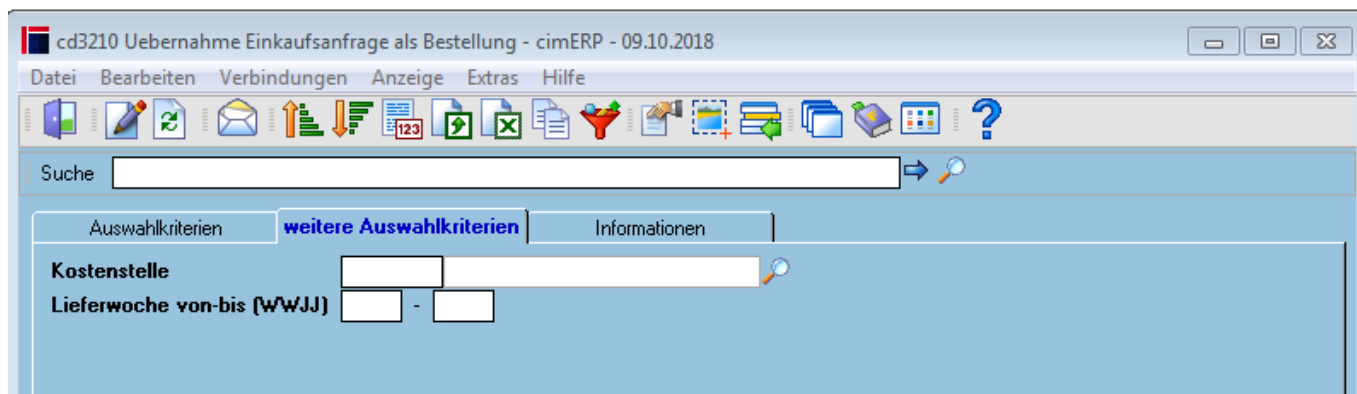 cd3210 Uebernahme Einkaufsanfrage als Bestellung - cimERP - 09.10.2018
Datei Bearbeiten Verbindungen Anzeige Extras Hilfe
123
?
Suche
Auswahlkriterien weitere Auswahlkriterien Informationen
Kostenstelle
Lieferwoche von-bis (WWJJ) -